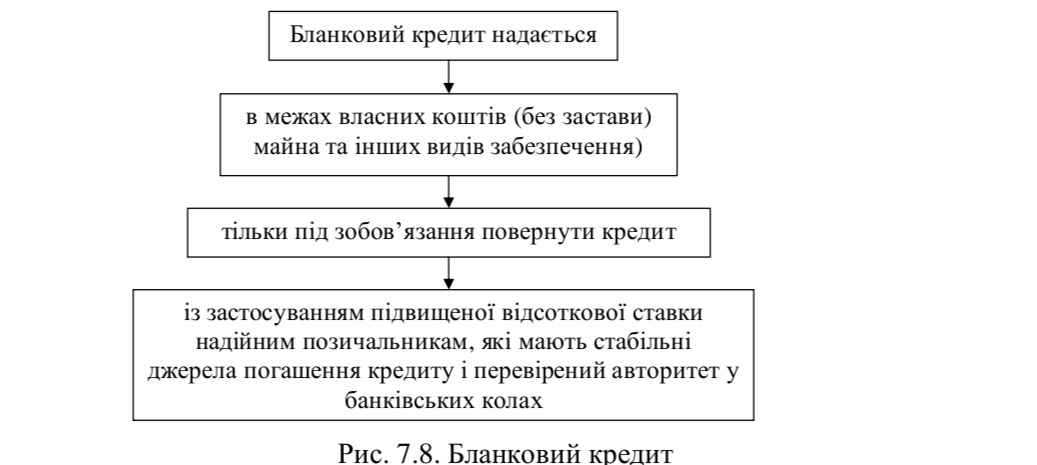 Бланковий кредит надається
в межах власних коштів (без застави)
майна та інших видів забезпечення)
тільки під зобов’язання повернути кредит
із застосуванням підвищеної відсоткової ставки
надійним позичальникам, які мають стабільні
джерела погашення кредиту і перевірений авторитет у
банківських колах
Рис. 7.8. Бланковий кредит